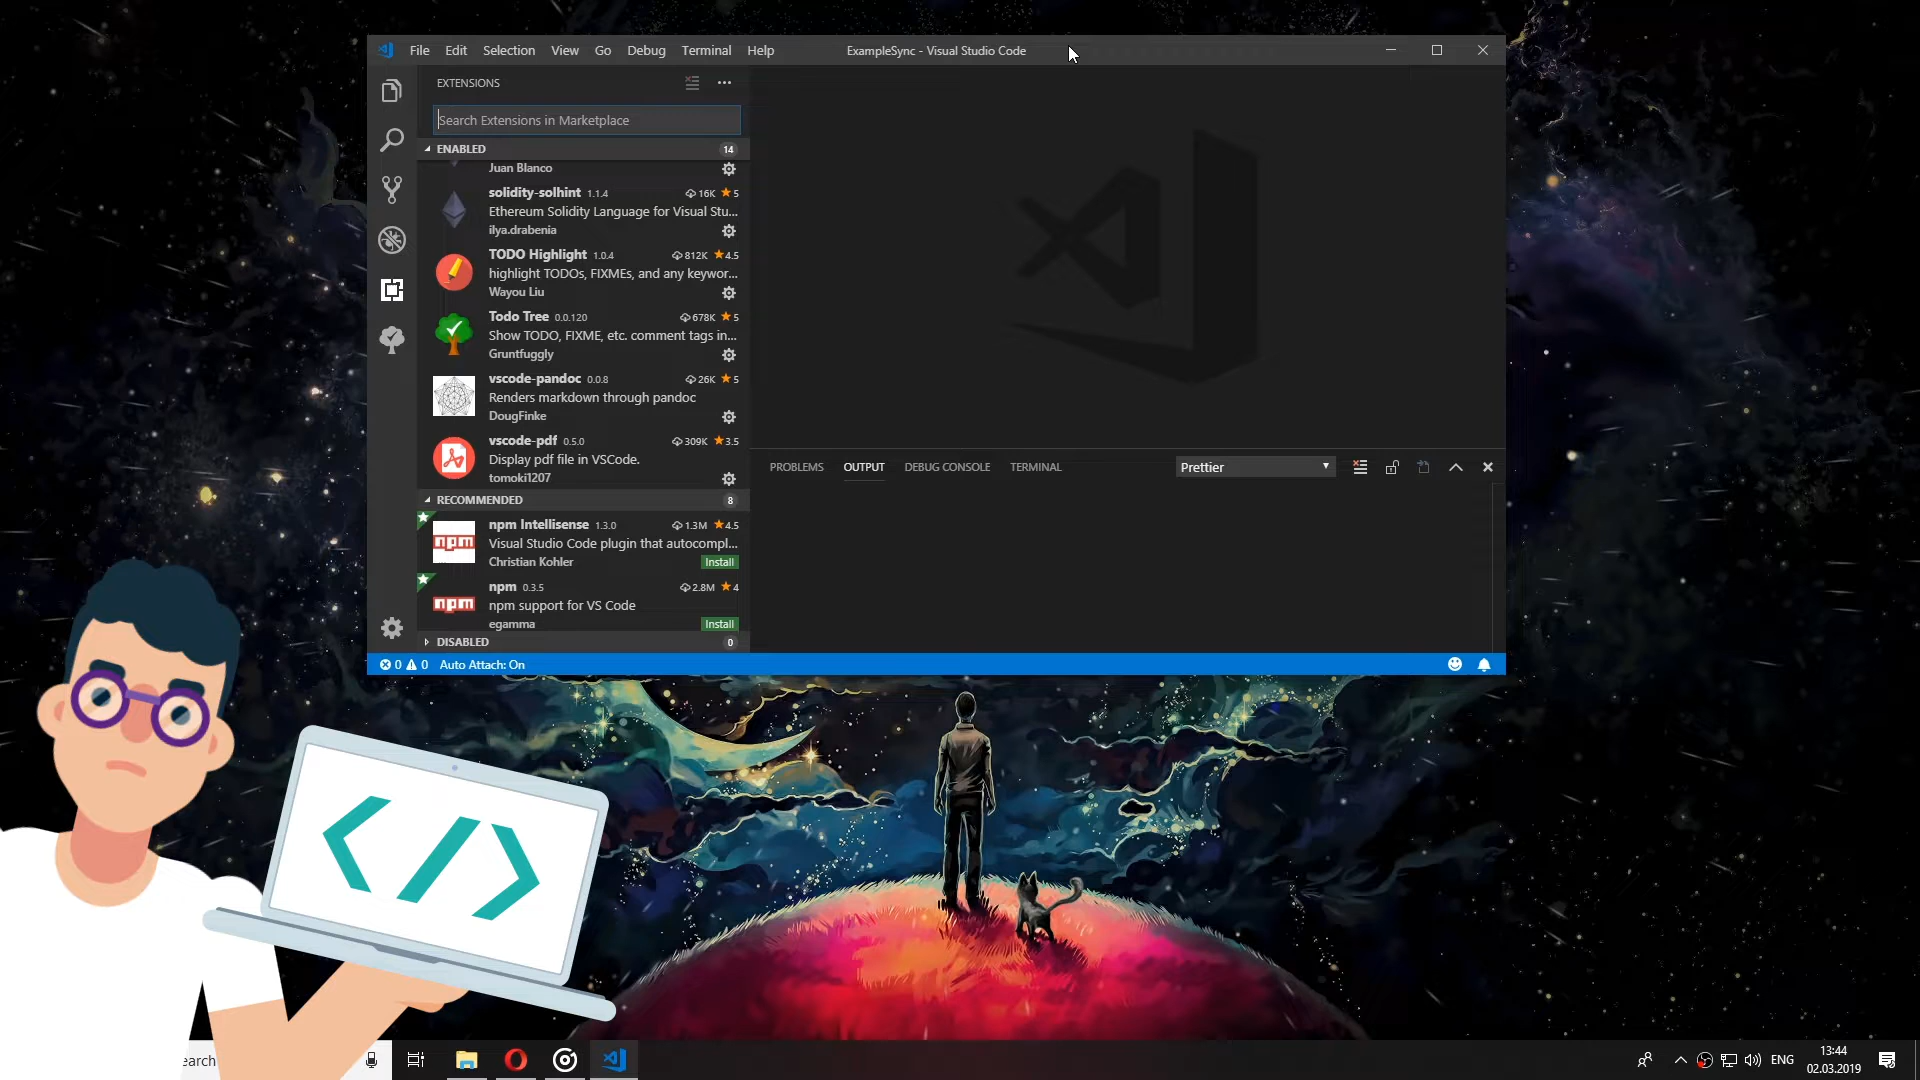 File Edit Selection View Go Debug Terminal Help ExampleSync - Visual Studio Code
EXTENSIONS
Search Extensions in Marketplace
ENABLED 14
Juan Blanco
solidity-solhint 1.1.4 16K 5
Ethereum Solidity Language for Visual Stu...
ilya.drabenia
TODO Highlight 1.0.4 812K 4.5
highlight TODOs, FIXMEs, and any keywor...
Wayou Liu
Todo Tree 0.0.120 678K 5
Show TODO, FIXME, etc. comment tags in...
Gruntfuggly
vscode-pandoc 0.0.8 26K 5
Renders markdown through pandoc
DougFinke
vscode-pdf 0.5.0 309K 3.5
Display pdf file in VSCode.
tomoki1207
RECOMMENDED 8
npm
npm Intellisense 1.3.0 1.3M 4.5
Visual Studio Code plugin that autocompl...
Christian Kohler Install
npm
npm 0.3.5 2.8M 4
npm support for VS Code
egamma Install
DISABLED 0
PROBLEMS OUTPUT DEBUG CONSOLE TERMINAL Prettier
0 0 Auto Attach: On
</>
earch
ENG
13:44
02.03.2019